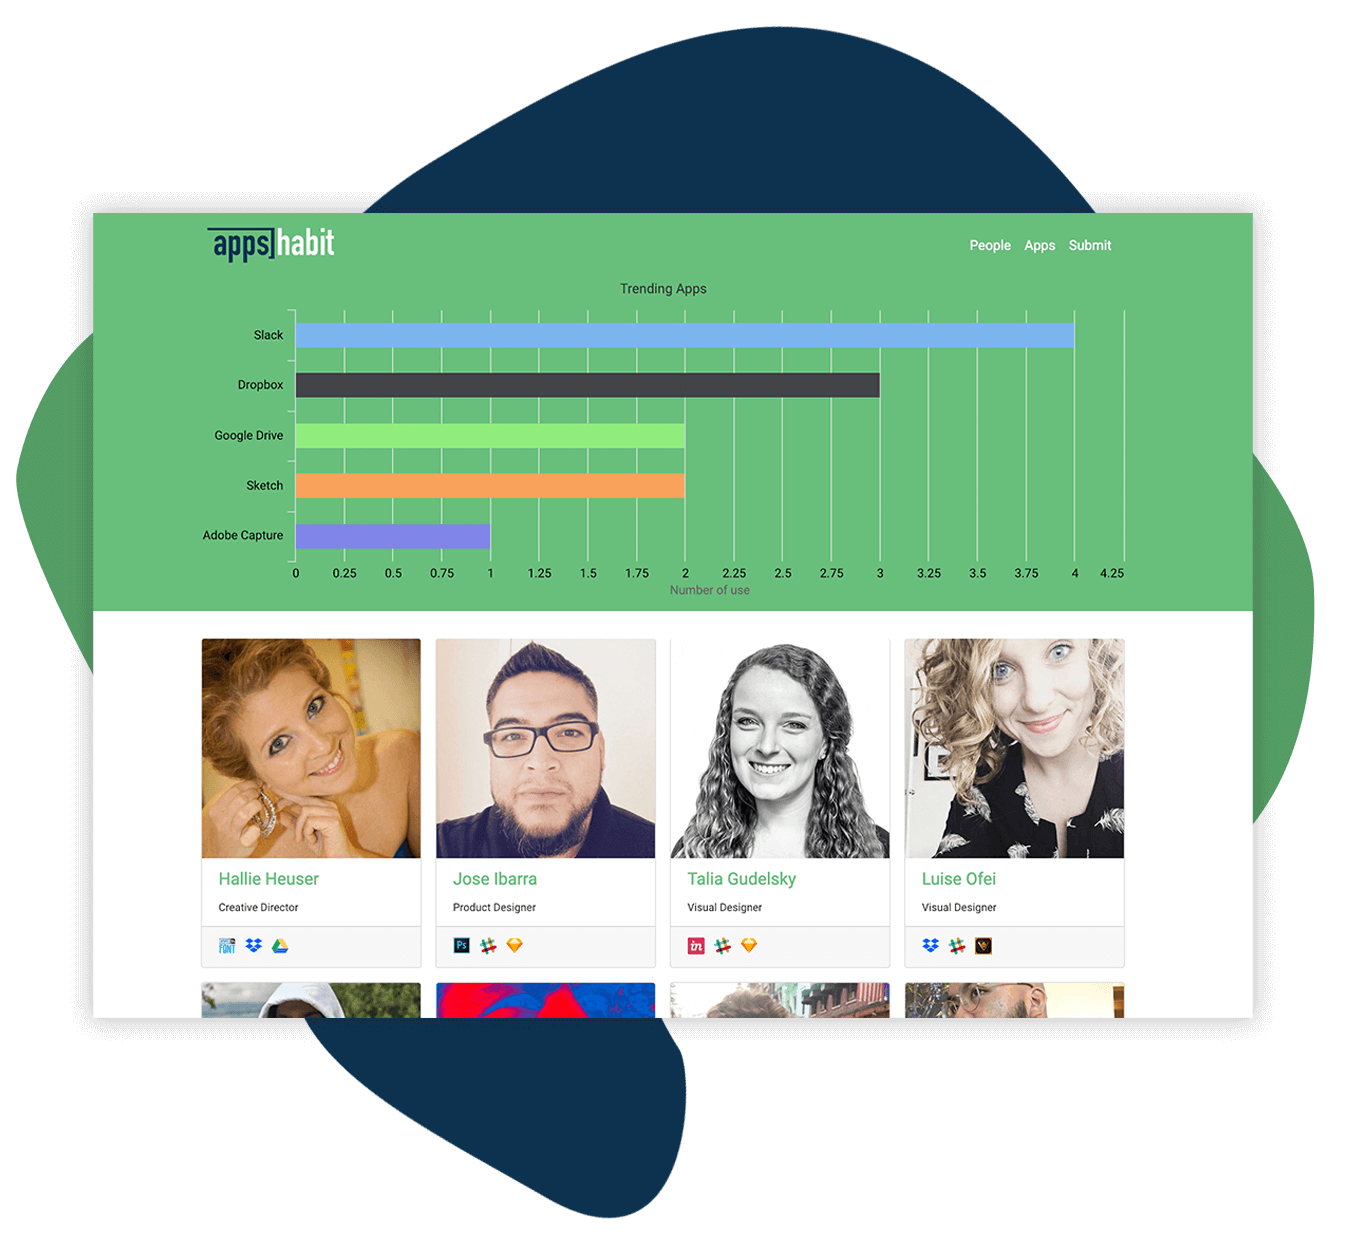 apps]habit
People Apps Submit
Trending Apps
Slack
Dropbox
Google Drive
Sketch
Adobe Capture
0 0.25 0.5 0.75 1 1.25 1.5 1.75 2 2.25 2.5 2.75 3 3.25 3.5 3.75 4 4.25
Number of use
Hallie Heuser
Creative Director
FONT
Jose Ibarra
Product Designer
Ps
Talia Gudelsky
Visual Designer
in
Luise Ofei
Visual Designer